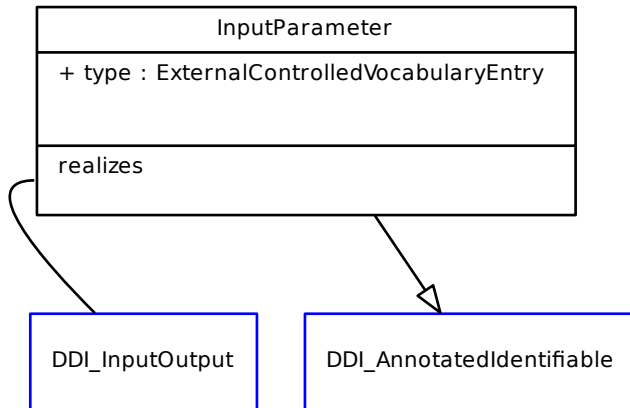 InputParameter
+ type : ExternalControlledVocabularyEntry
realizes
DDI_InputOutput
DDI_AnnotatedIdentifiable